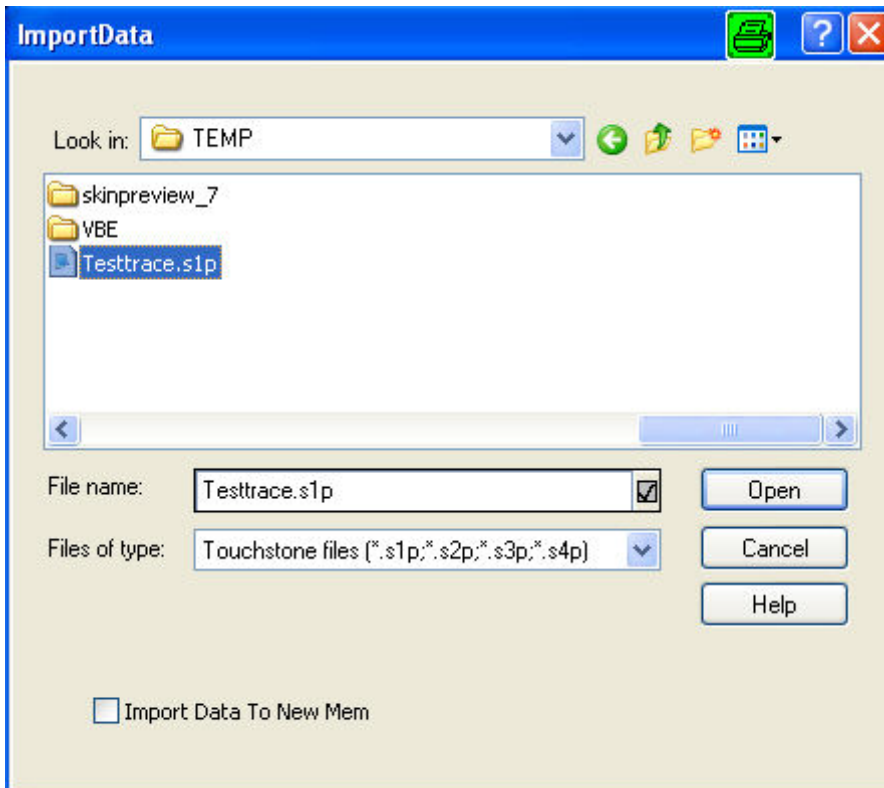 ImportData
Look in: TEMP
skinpreview_7
VBE
Testtrace.s1p
File name: Testtrace.s1p Open
Files of type: Touchstone files (*.s1p;*.s2p;*.s3p;*.s4p) Cancel
Help
Import Data To New Mem